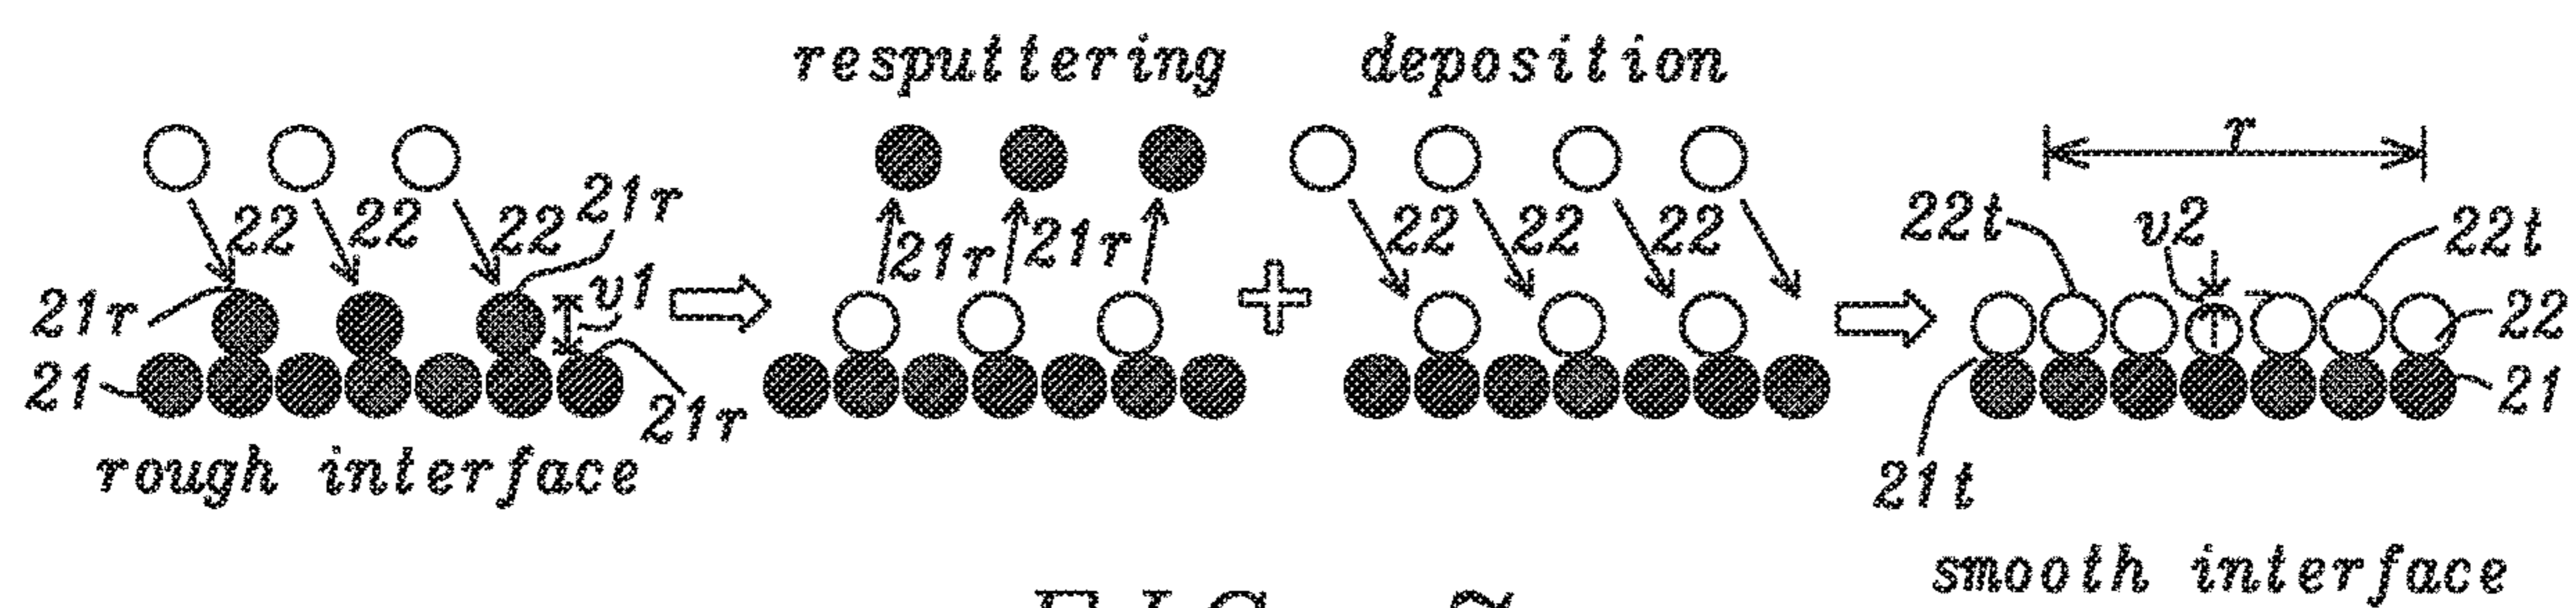 resputtering deposition
r
22 22 22 21r 21r 21r 22 22 22 22t v2 22t
21r v1 22
21 21r 21
rough interface 21t
smooth interface